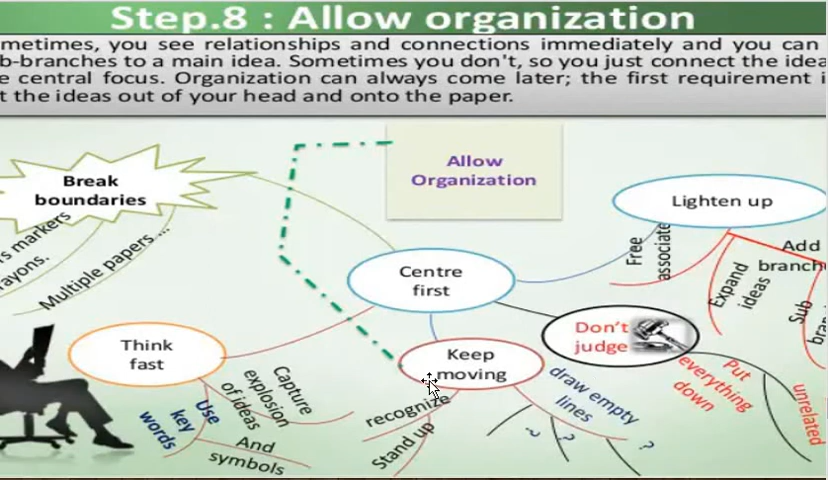 Step.8 : Allow organization
metimes, you see relationships and connections immediately and you can
b-branches to a main idea. Sometimes you don't, so you just connect the idea
e central focus. Organization can always come later; the first requirement i
t the ideas out of your head and onto the paper.
Allow
Organization
Break
boundaries
Lighten up
rs markers
rayons.
Multiple papers ...
Free
associate
Add
branch
Expand
ideas
Sub
bran
Centre
first
Don't
judge
Think
fast
Keep
moving
Capture
explosion
of ideas
Use
key
words
And
symbols
recognize
Stand up
draw empty
lines
?
?
?
Put
everything
down
unrelated